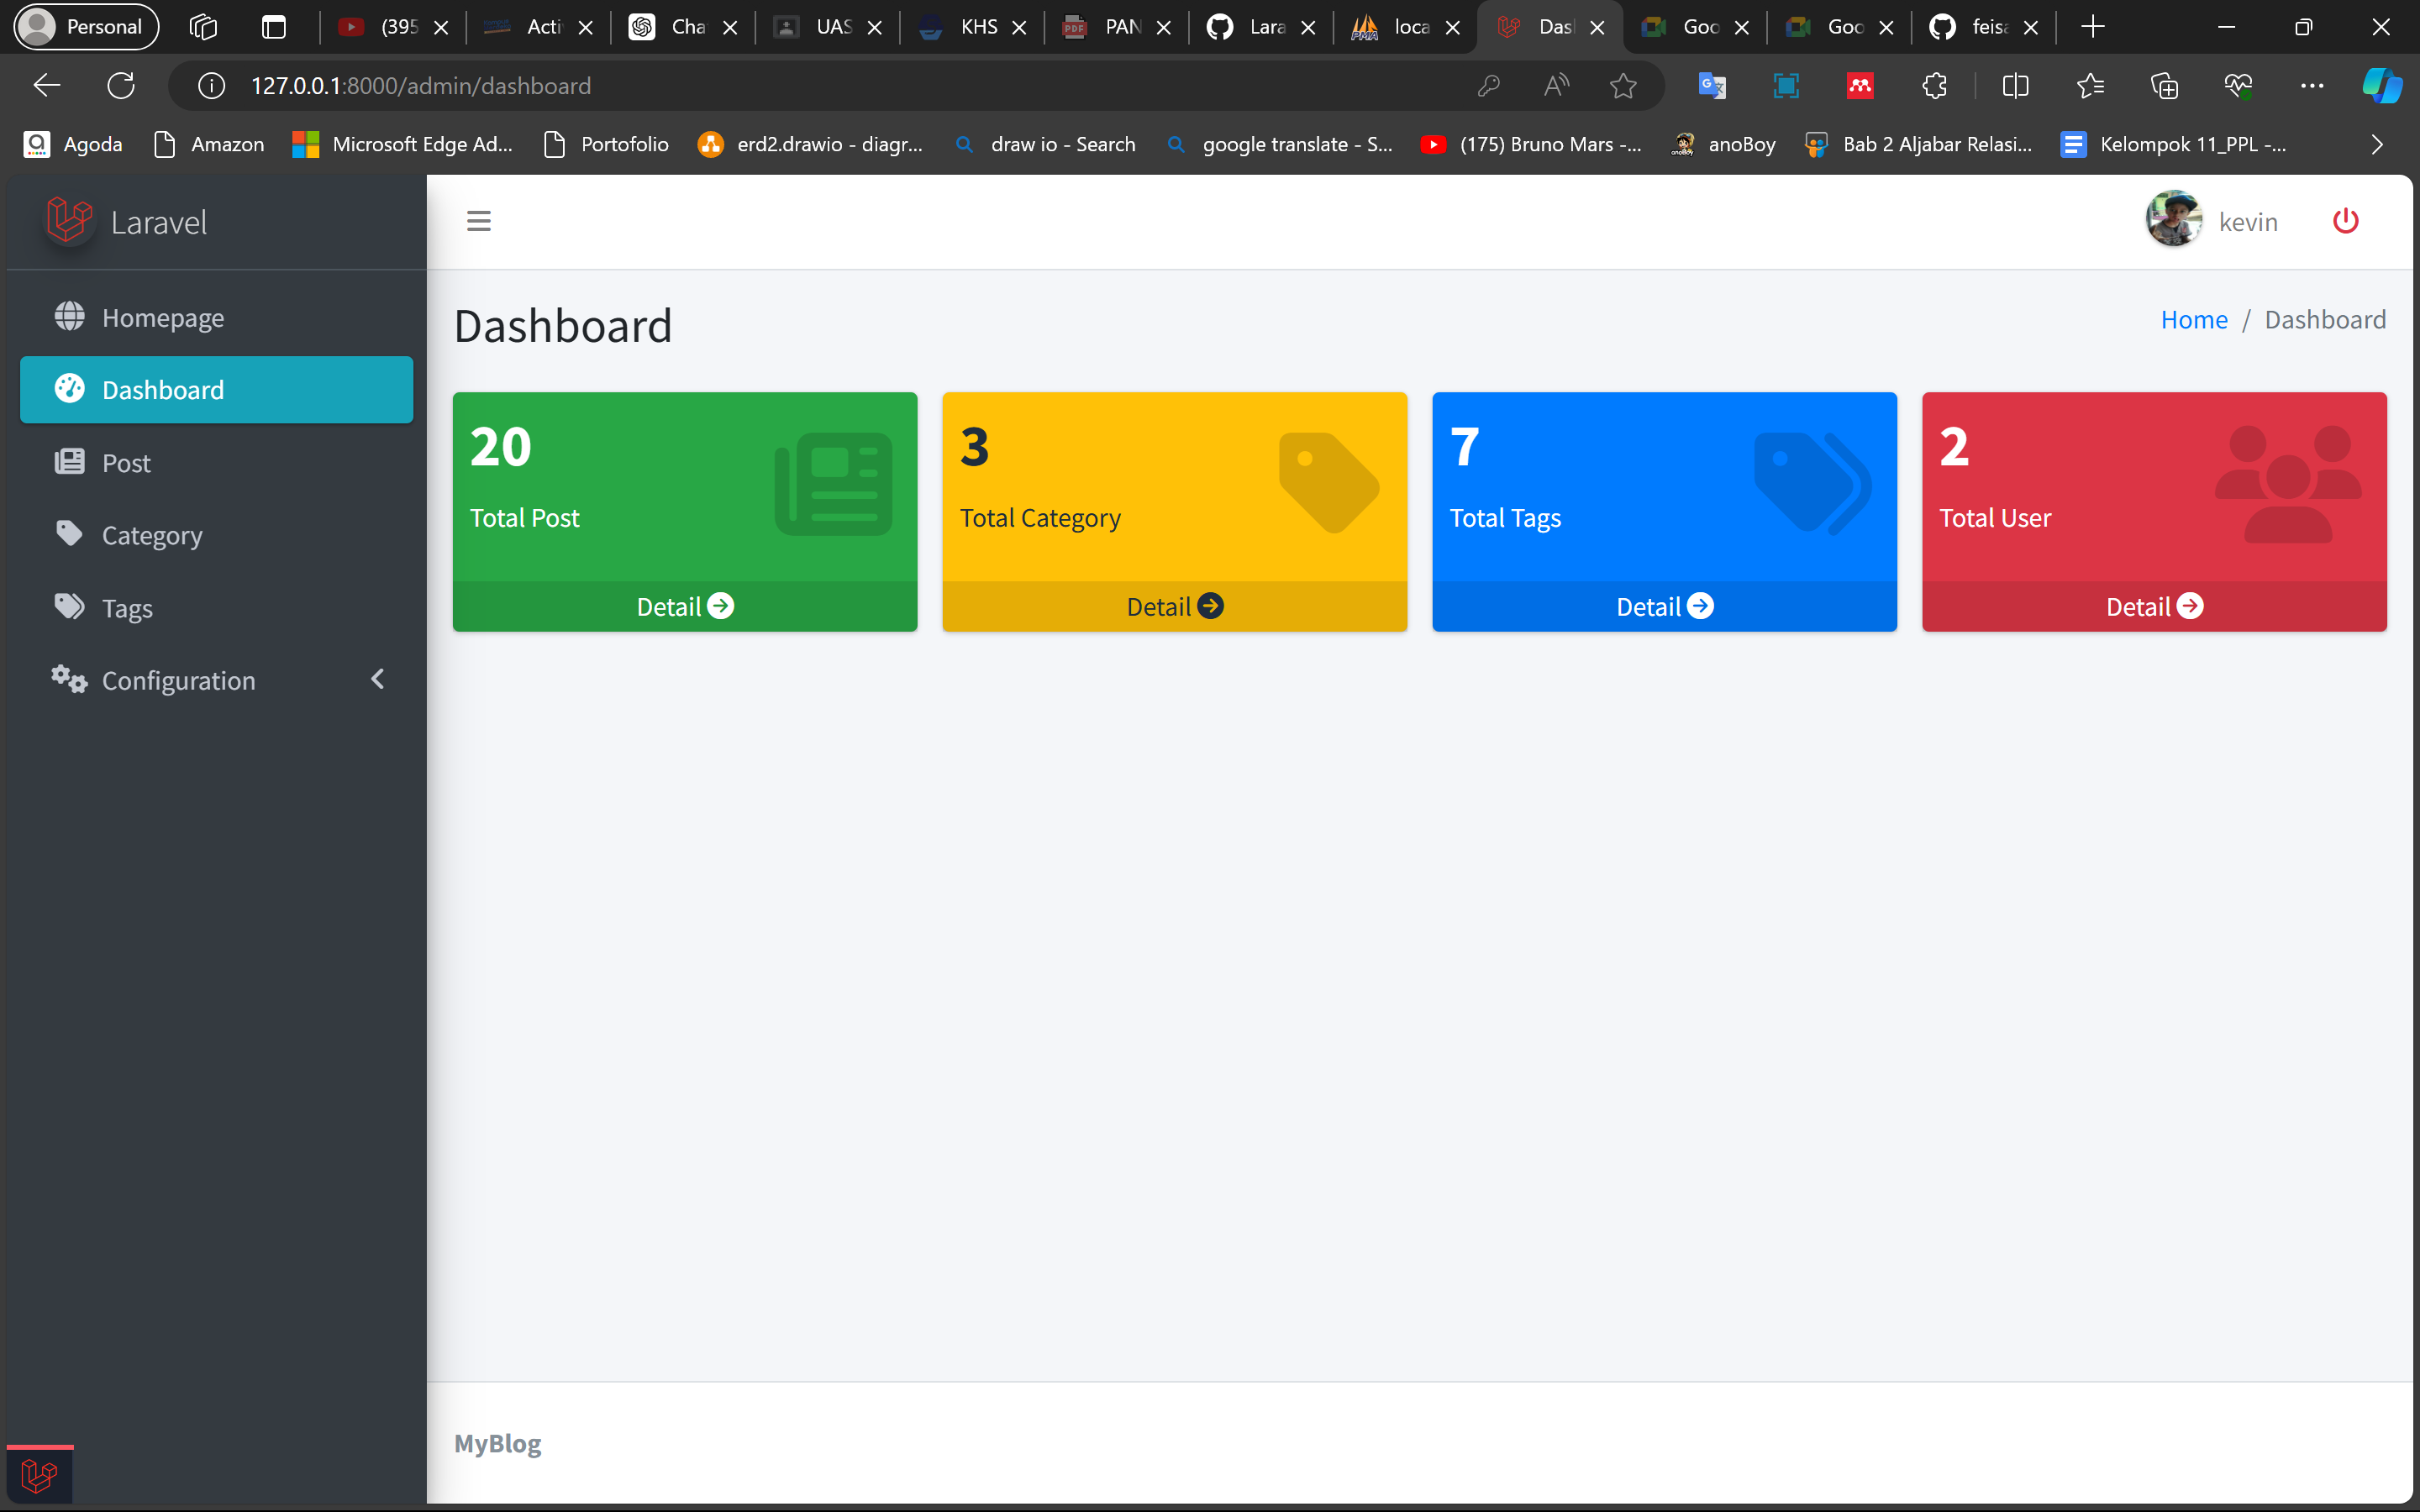 Personal (395 Acti Cha UAS KHS PAN Lara loca Das Goo Goo feisa
127.0.0.1:8000/admin/dashboard
Agoda Amazon Microsoft Edge Ad... Portofolio erd2.drawio - diagr... draw io - Search google translate - S... (175) Bruno Mars -... anoBoy Bab 2 Aljabar Relasi... Kelompok 11_PPL -...
Laravel
kevin
Homepage
Dashboard
Post
Category
Tags
Configuration
Dashboard
Home / Dashboard
20
Total Post
Detail
3
Total Category
Detail
7
Total Tags
Detail
2
Total User
Detail
MyBlog